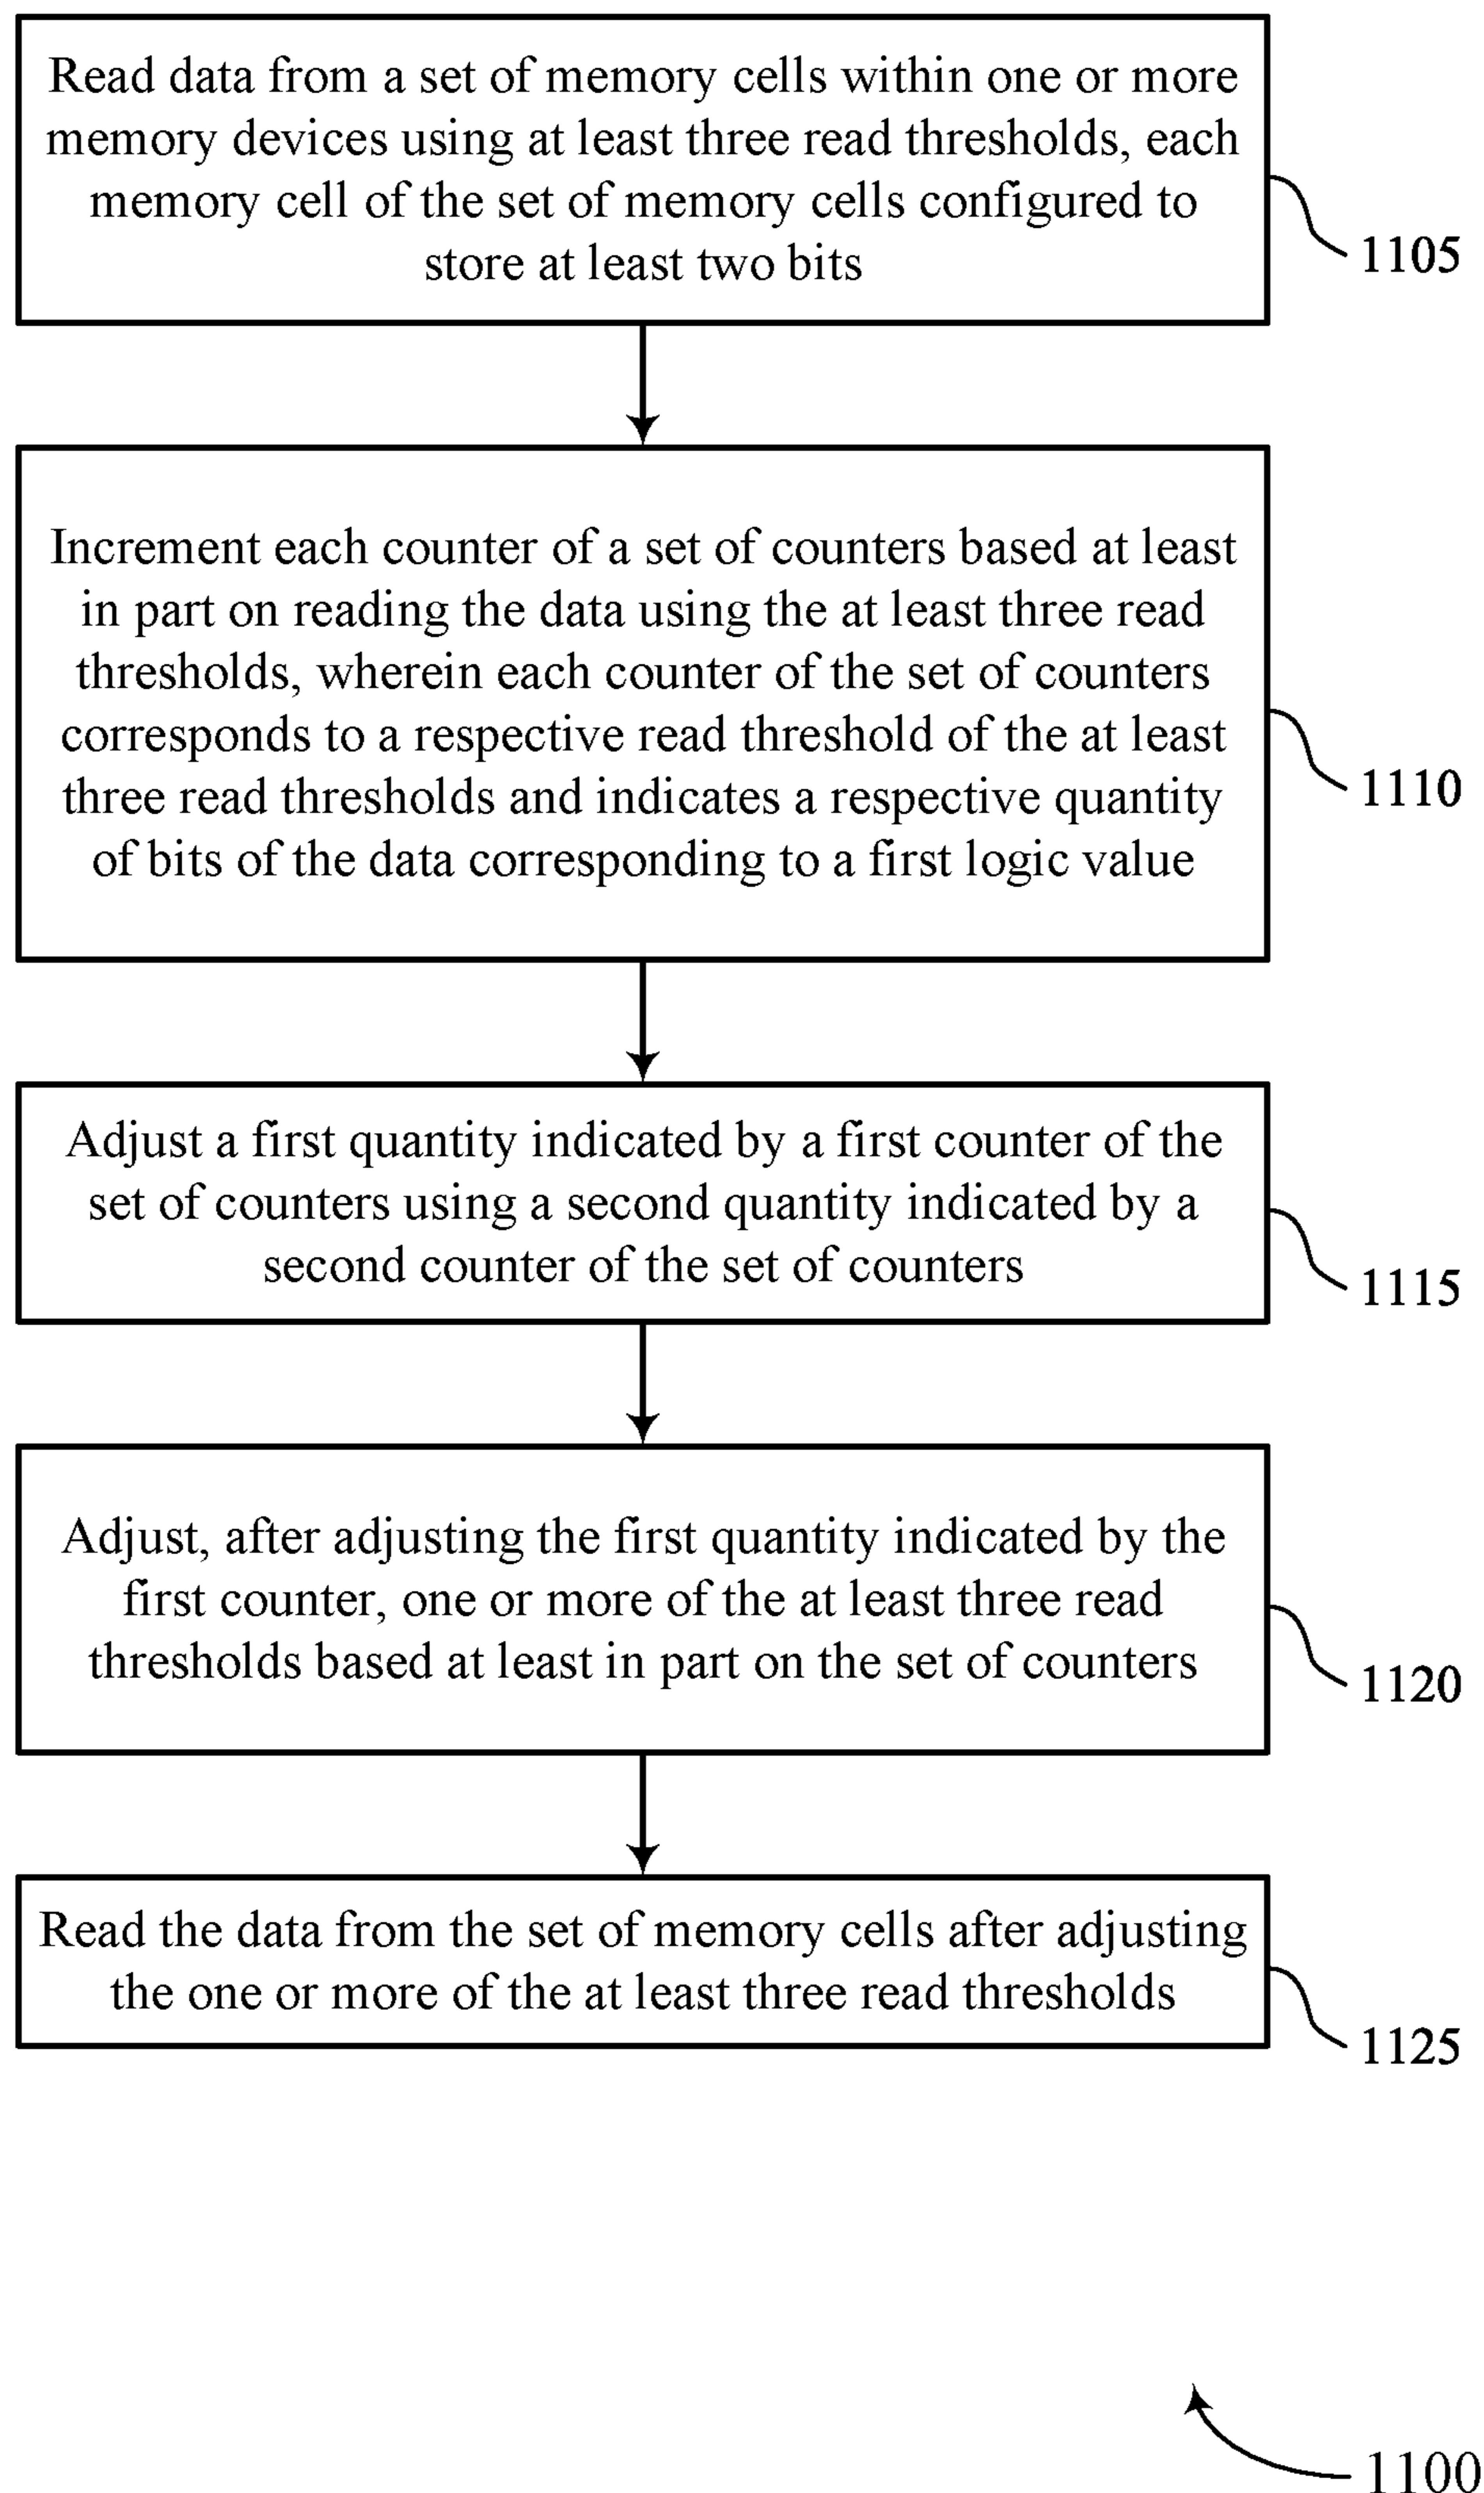 Read data from a set of memory cells within one or more
memory devices using at least three read thresholds, each
memory cell of the set of memory cells configured to
store at least two bits
1105
Increment each counter of a set of counters based at least
in part on reading the data using the at least three read
thresholds, wherein each counter of the set of counters
corresponds to a respective read threshold of the at least
three read thresholds and indicates a respective quantity
of bits of the data corresponding to a first logic value
1110
Adjust a first quantity indicated by a first counter of the
set of counters using a second quantity indicated by a
second counter of the set of counters
1115
Adjust, after adjusting the first quantity indicated by the
first counter, one or more of the at least three read
thresholds based at least in part on the set of counters
1120
Read the data from the set of memory cells after adjusting
the one or more of the at least three read thresholds
1125
1100